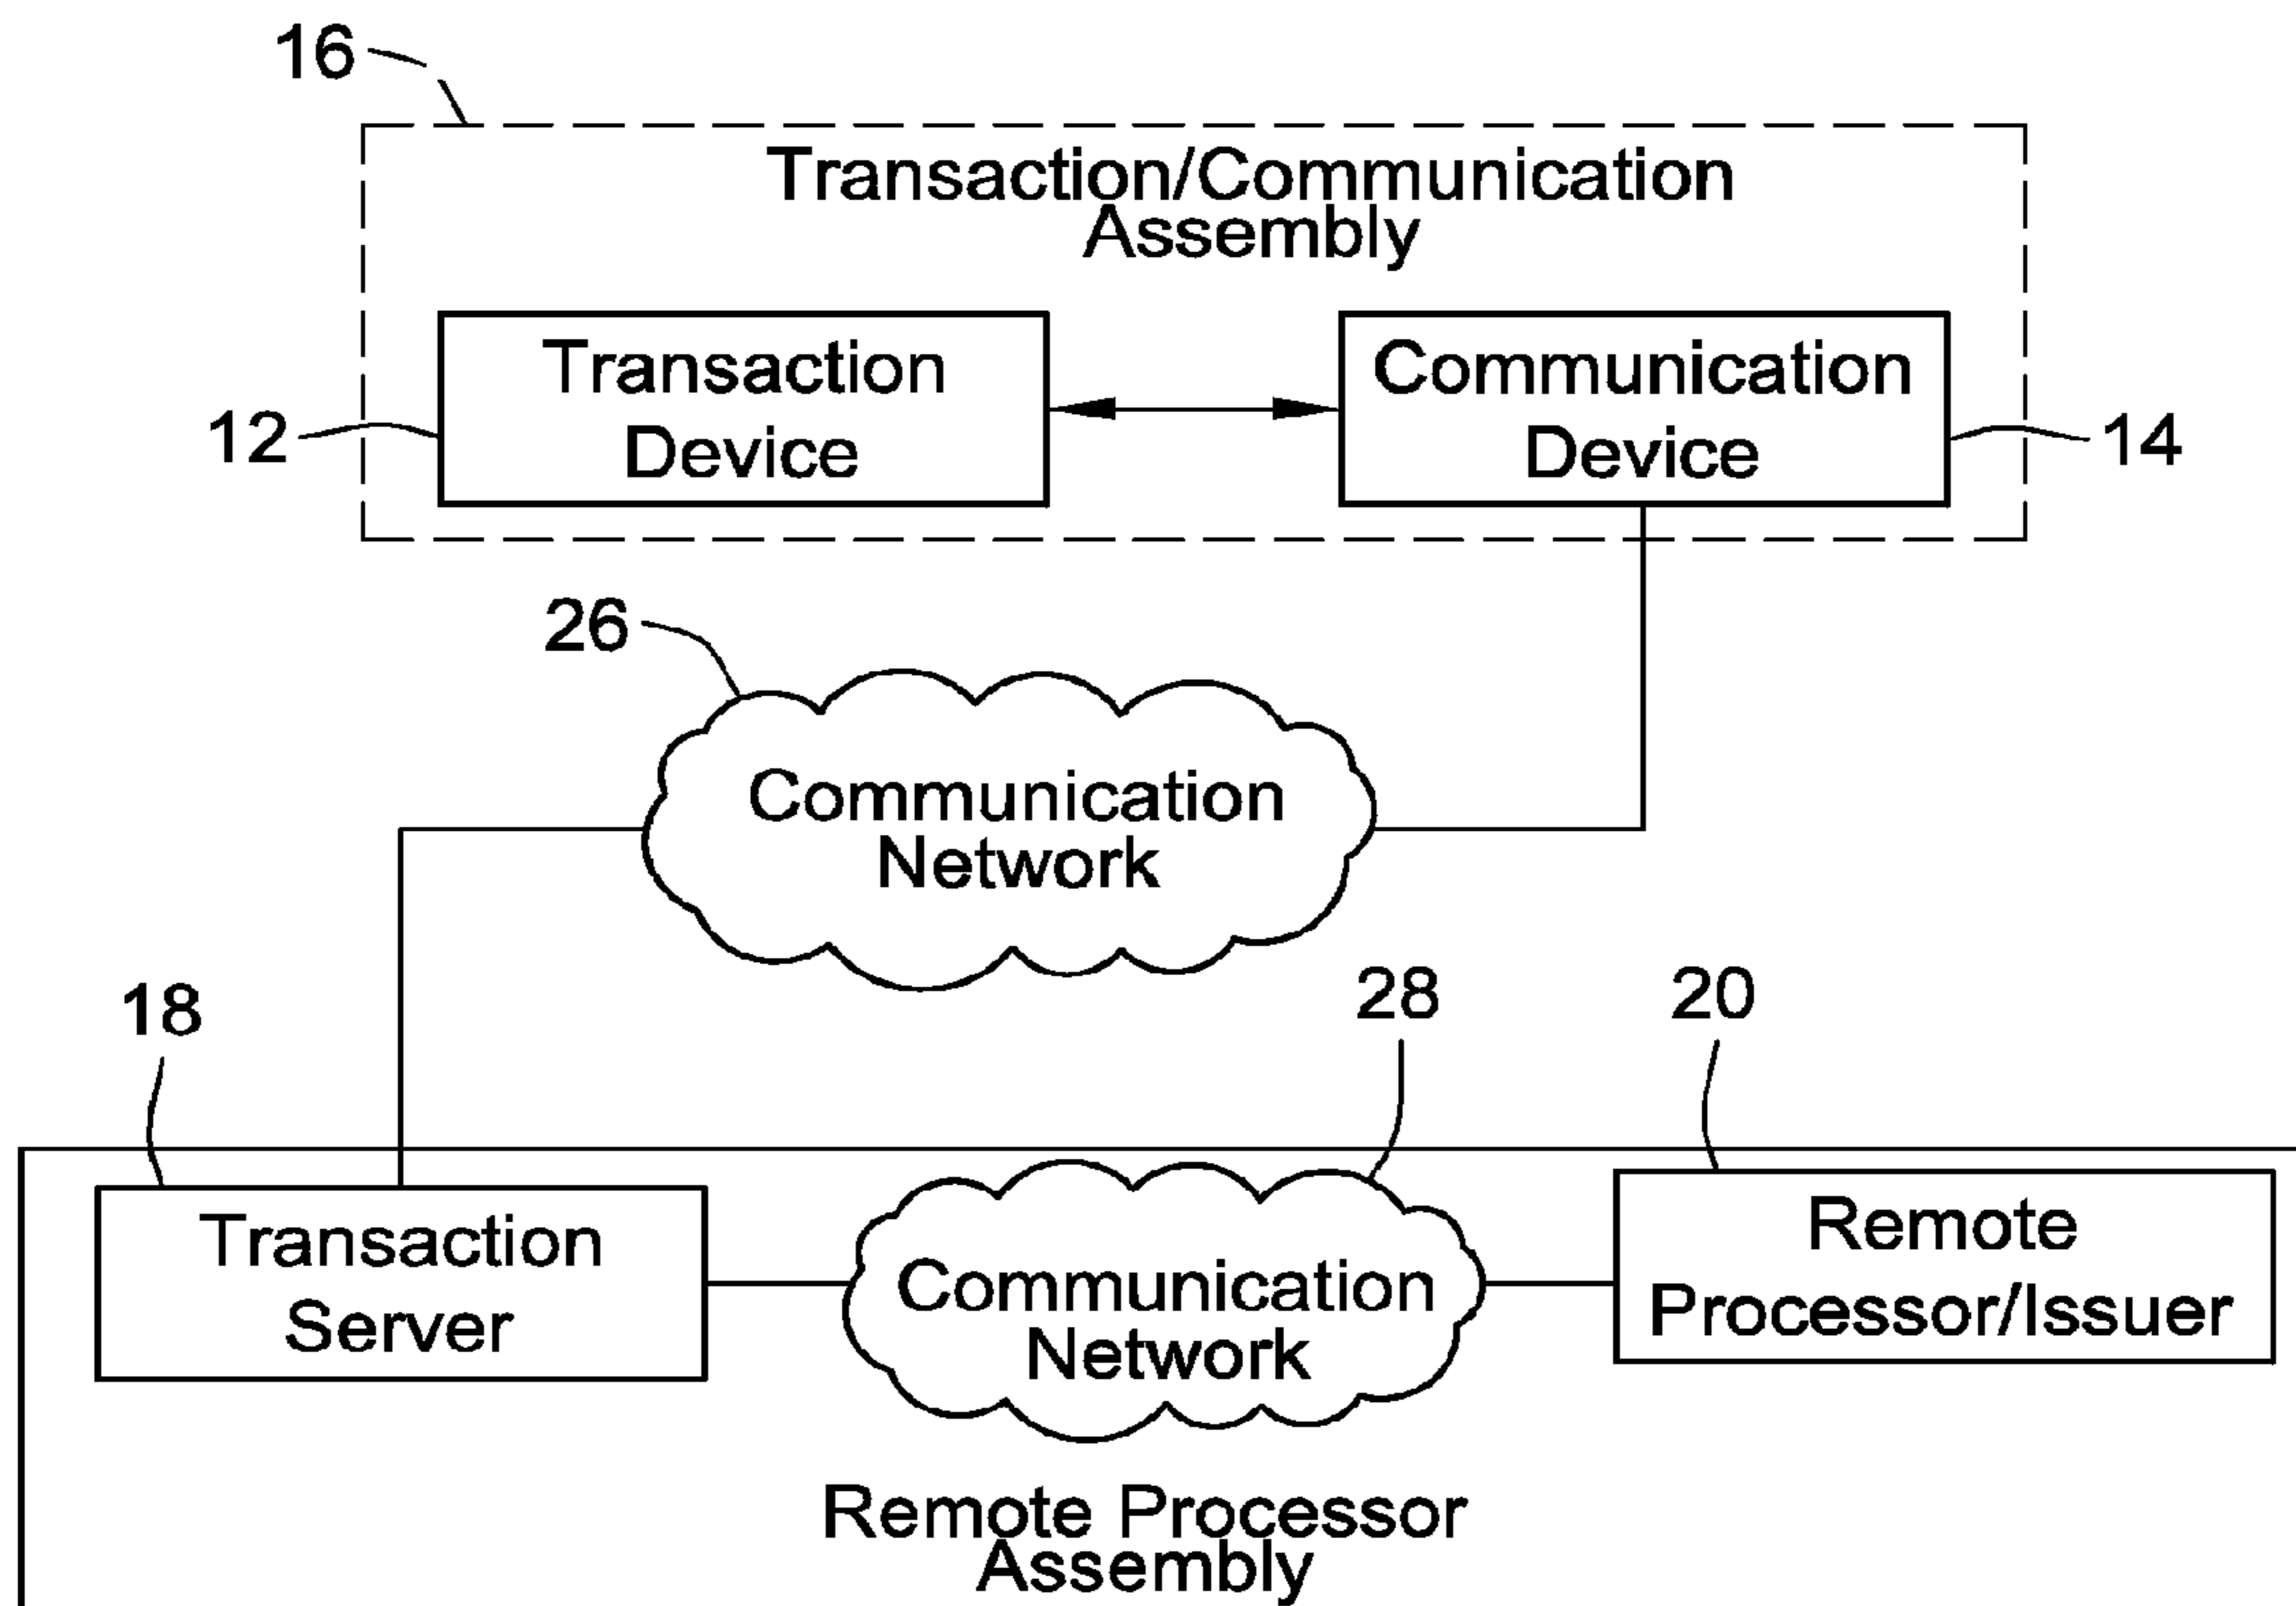 16
Transaction/Communication
Assembly
Transaction
Device
Communication
Device
12
14
26
Communication
Network
18
28
20
Transaction
Server
Communication
Network
Remote
Processor/Issuer
Remote Processor
Assembly